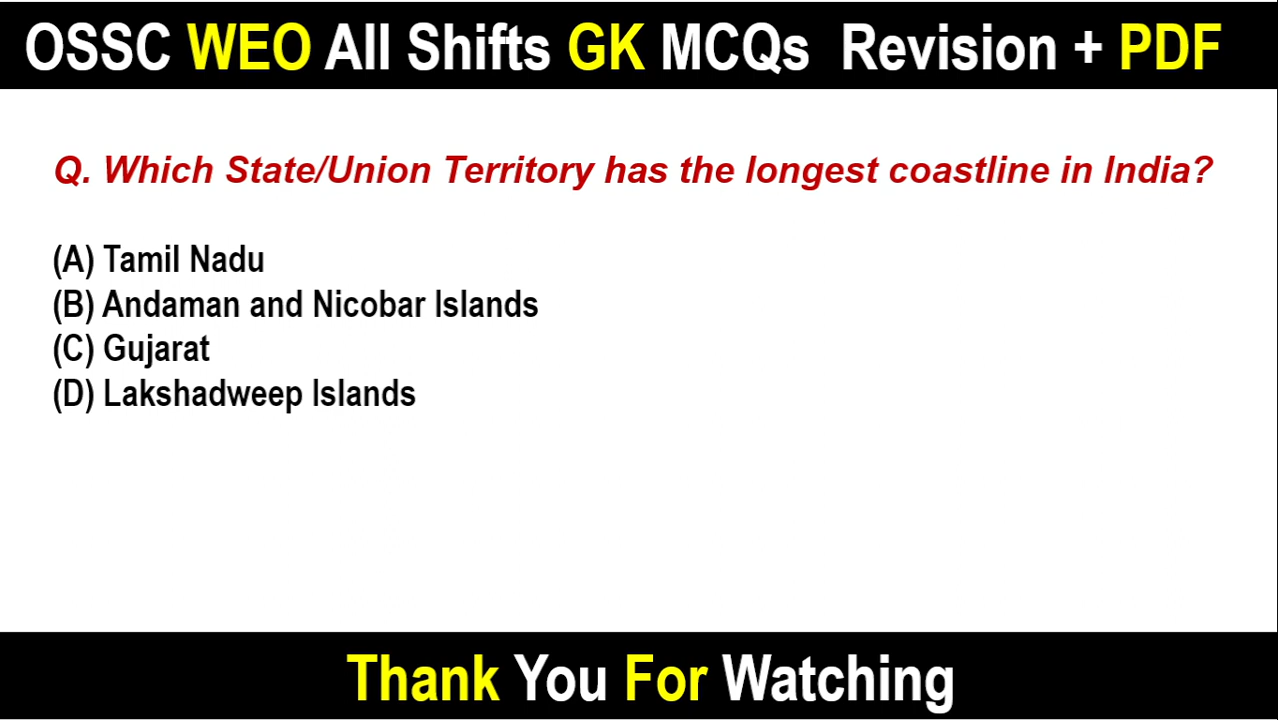 OSSC WEO All Shifts GK MCQs Revision + PDF
Q. Which State/Union Territory has the longest coastline in India?
(A) Tamil Nadu
(B) Andaman and Nicobar Islands
(C) Gujarat
(D) Lakshadweep Islands
Thank You For Watching